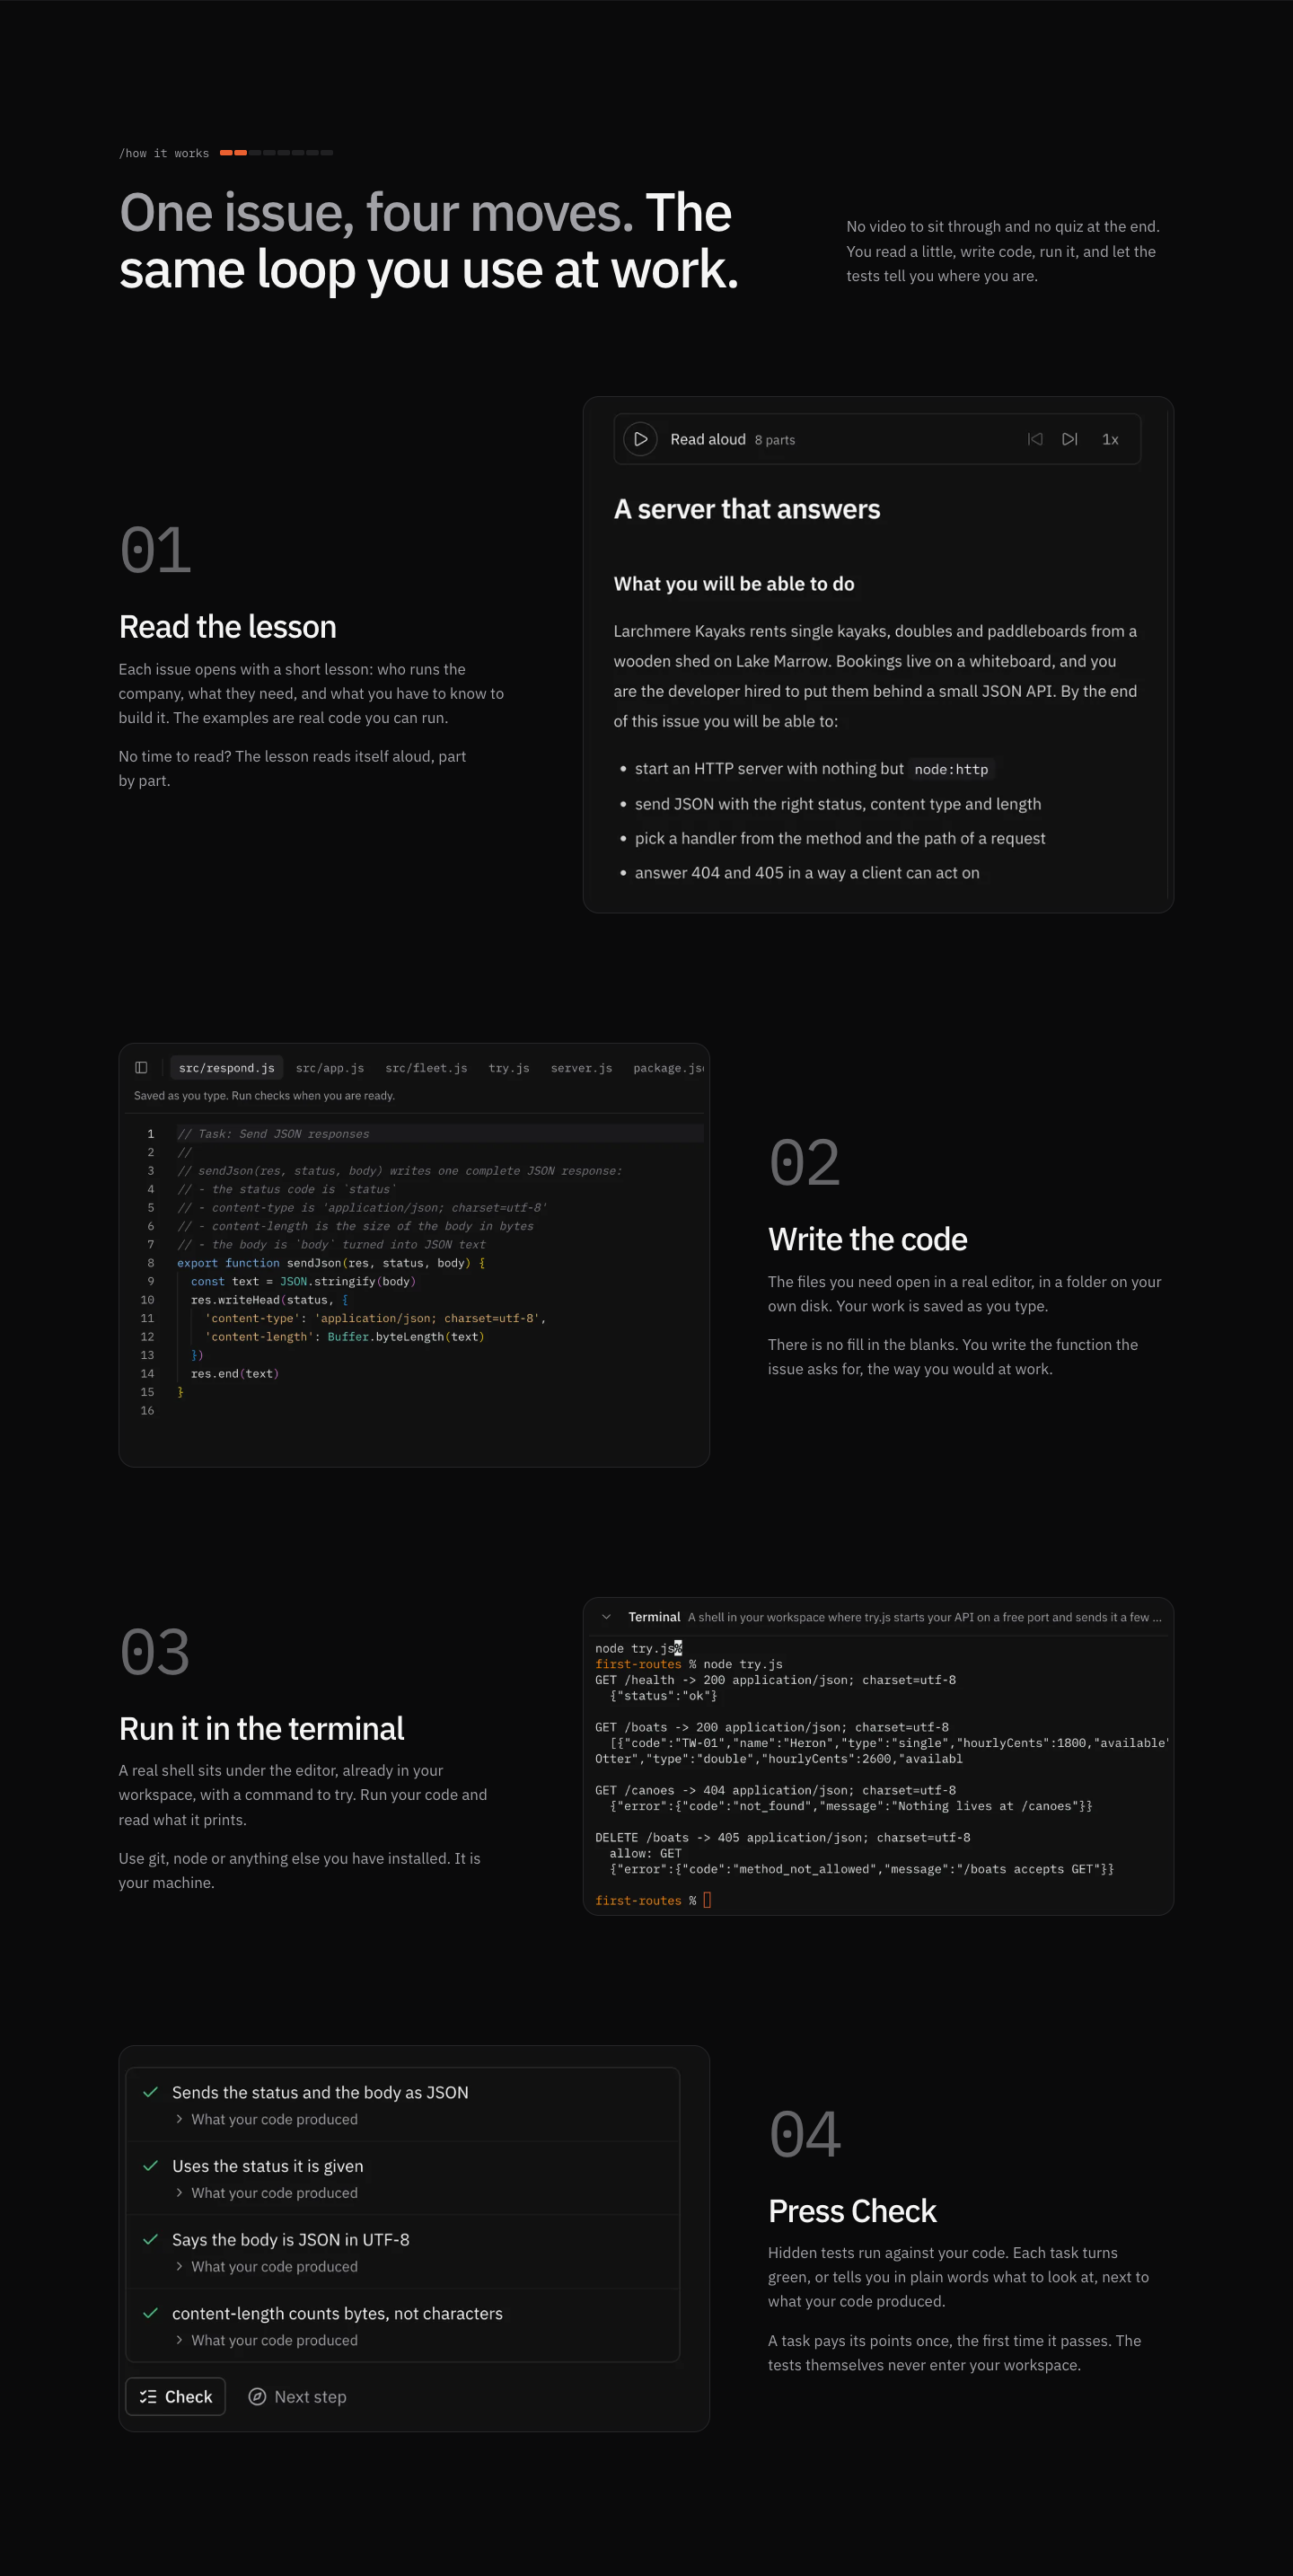 /how it works
One issue, four moves. The
same loop you use at work.
No video to sit through and no quiz at the end.
You read a little, write code, run it, and let the
tests tell you where you are.
01
Read the lesson
Each issue opens with a short lesson: who runs the
company, what they need, and what you have to know to
build it. The examples are real code you can run.
No time to read? The lesson reads itself aloud, part
by part.
Read aloud 8 parts 1x
A server that answers
What you will be able to do
Larchmere Kayaks rents single kayaks, doubles and paddleboards from a
wooden shed on Lake Marrow. Bookings live on a whiteboard, and you
are the developer hired to put them behind a small JSON API. By the end
of this issue you will be able to:
• start an HTTP server with nothing but node:http
• send JSON with the right status, content type and length
• pick a handler from the method and the path of a request
• answer 404 and 405 in a way a client can act on
src/respond.js src/app.js src/fleet.js try.js server.js package.js
Saved as you type. Run checks when you are ready.
1 // Task: Send JSON responses
2 //
3 // sendJson(res, status, body) writes one complete JSON response:
4 // - the status code is `status`
5 // - content-type is 'application/json; charset=utf-8'
6 // - content-length is the size of the body in bytes
7 // - the body is `body` turned into JSON text
8 export function sendJson(res, status, body) {
9 const text = JSON.stringify(body)
10 res.writeHead(status, {
11 'content-type': 'application/json; charset=utf-8',
12 'content-length': Buffer.byteLength(text)
13 })
14 res.end(text)
15 }
16
02
Write the code
The files you need open in a real editor, in a folder on your
own disk. Your work is saved as you type.
There is no fill in the blanks. You write the function the
issue asks for, the way you would at work.
03
Run it in the terminal
A real shell sits under the editor, already in your
workspace, with a command to try. Run your code and
read what it prints.
Use git, node or anything else you have installed. It is
your machine.
Terminal A shell in your workspace where try.js starts your API on a free port and sends it a few ...
node try.js%
first-routes % node try.js
GET /health -> 200 application/json; charset=utf-8
{"status":"ok"}
GET /boats -> 200 application/json; charset=utf-8
[{"code":"TW-01","name":"Heron","type":"single","hourlyCents":1800,"available"
Otter","type":"double","hourlyCents":2600,"availabl
GET /canoes -> 404 application/json; charset=utf-8
{"error":{"code":"not_found","message":"Nothing lives at /canoes"}}
DELETE /boats -> 405 application/json; charset=utf-8
allow: GET
{"error":{"code":"method_not_allowed","message":"/boats accepts GET"}}
first-routes %
Sends the status and the body as JSON
What your code produced
Uses the status it is given
What your code produced
Says the body is JSON in UTF-8
What your code produced
content-length counts bytes, not characters
What your code produced
Check Next step
04
Press Check
Hidden tests run against your code. Each task turns
green, or tells you in plain words what to look at, next to
what your code produced.
A task pays its points once, the first time it passes. The
tests themselves never enter your workspace.